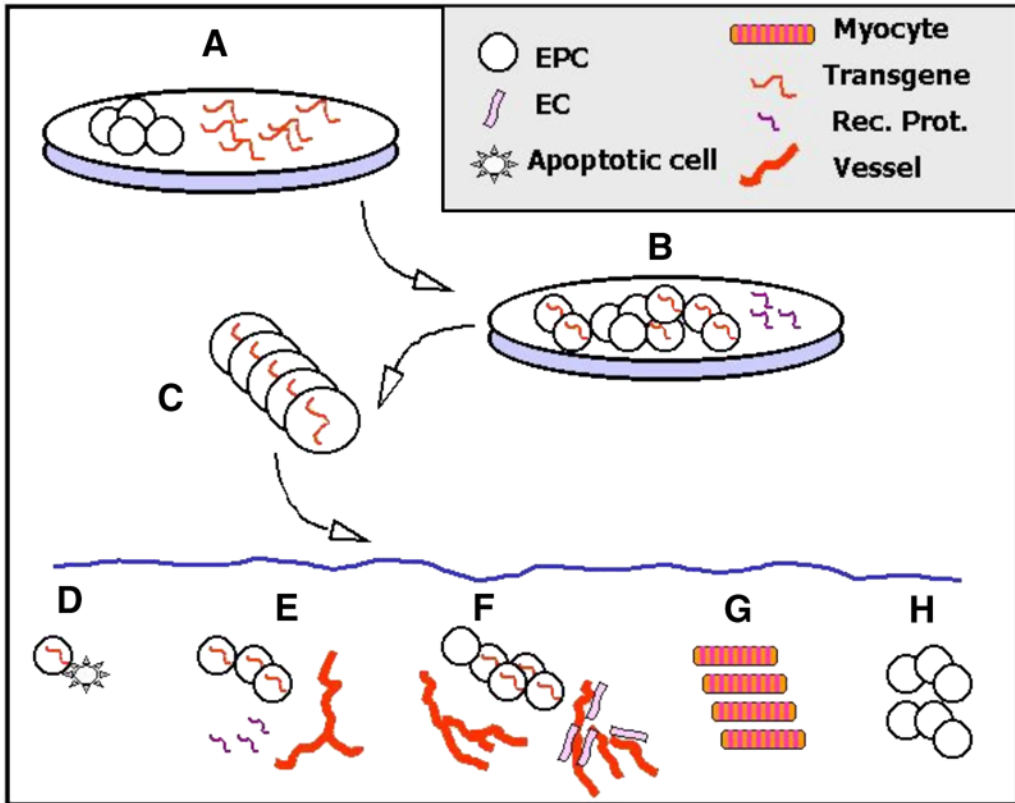 A
EPC
EC
Apoptotic cell
Myocyte
Transgene
Rec. Prot.
Vessel
B
C
D
E
F
G
H